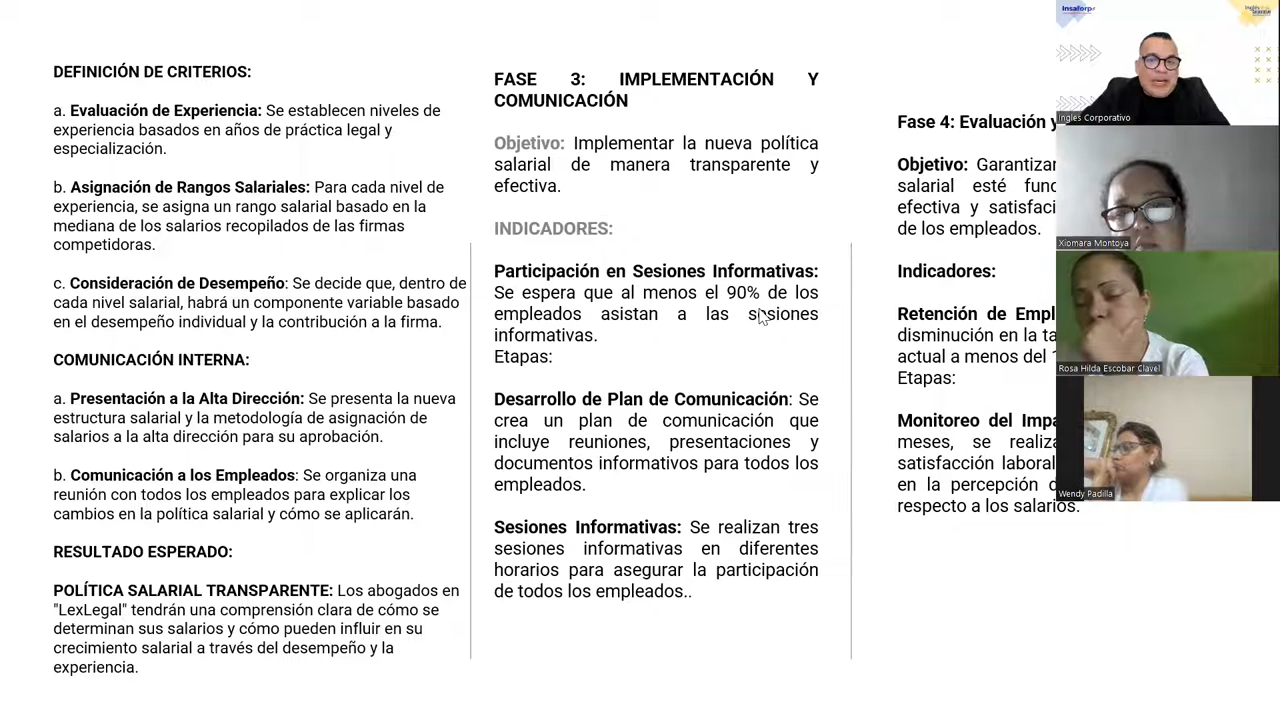 DEFINICIÓN DE CRITERIOS:
a. Evaluación de Experiencia: Se establecen niveles de
experiencia basados en años de práctica legal y
especialización.
b. Asignación de Rangos Salariales: Para cada nivel de
experiencia, se asigna un rango salarial basado en la
mediana de los salarios recopilados de las firmas
competidoras.
c. Consideración de Desempeño: Se decide que, dentro de
cada nivel salarial, habrá un componente variable basado
en el desempeño individual y la contribución a la firma.
COMUNICACIÓN INTERNA:
a. Presentación a la Alta Dirección: Se presenta la nueva
estructura salarial y la metodología de asignación de
salarios a la alta dirección para su aprobación.
b. Comunicación a los Empleados: Se organiza una
reunión con todos los empleados para explicar los
cambios en la política salarial y cómo se aplicarán.
RESULTADO ESPERADO:
POLÍTICA SALARIAL TRANSPARENTE: Los abogados en
"LexLegal" tendrán una comprensión clara de cómo se
determinan sus salarios y cómo pueden influir en su
crecimiento salarial a través del desempeño y la
experiencia.
FASE 3: IMPLEMENTACIÓN Y
COMUNICACIÓN
Objetivo: Implementar la nueva política
salarial de manera transparente y
efectiva.
INDICADORES:
Participación en Sesiones Informativas:
Se espera que al menos el 90% de los
empleados asistan a las sesiones
informativas.
Etapas:
Desarrollo de Plan de Comunicación: Se
crea un plan de comunicación que
incluye reuniones, presentaciones y
documentos informativos para todos los
empleados.
Sesiones Informativas: Se realizan tres
sesiones informativas en diferentes
horarios para asegurar la participación
de todos los empleados..
Fase 4: Evaluación y
Objetivo: Garantizar
salarial esté
efectiva y
de los empleados.
Indicadores:
Retención de
disminución en la
actual a menos del
Etapas:
Monitoreo del
meses, se
satisfacción laboral
en la percepción
respecto a los salarios.
Insaforp
Ingles Corporativo
Xiomara Montoya
Rosa Hilda Escobar Clavel
Wendy Padilla